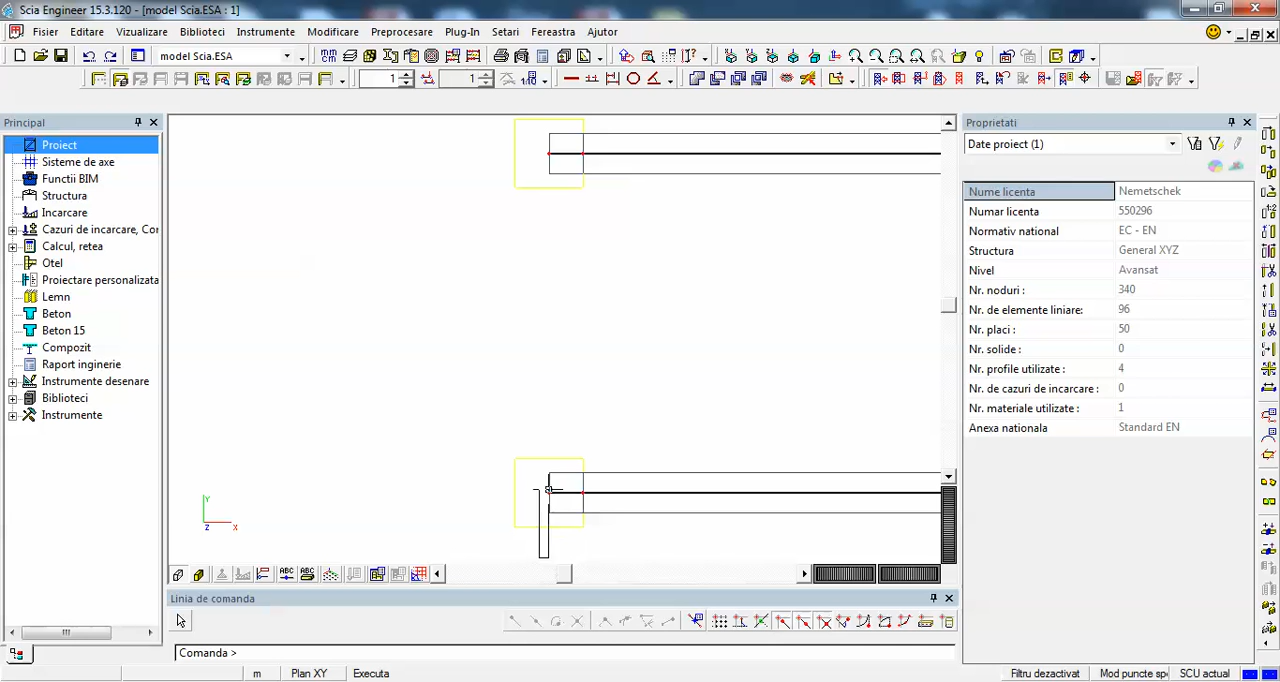 Scia Engineer 15.3.120 - [model Scia.ESA : 1]
Fisier Editare Vizualizare Biblioteci Instrumente Modificare Preprocesare Plug-In Setări Fereastra Ajutor
model Scia.ESA
1 1
Principal
Proiect
Sisteme de axe
Functii BIM
Structura
Incarcare
Cazuri de incarcare, Cor
Calcul, retea
Otel
Proiectare personalizata
Lemn
Beton
Beton 15
Compozit
Raport inginerie
Instrumente desenare
Biblioteci
Instrumente
Y
Z X
ABC ABC
Proprietati
Date proiect (1)
Nume licenta Nemetschek
Numar licenta 550296
Normativ national EC - EN
Structura General XYZ
Nivel Avansat
Nr. noduri : 340
Nr. de elemente liniare: 96
Nr. placi : 50
Nr. solide : 0
Nr. profile utilizate : 4
Nr. de cazuri de incarcare : 0
Nr. materiale utilizate : 1
Anexa nationala Standard EN
Linia de comanda
Comanda >
m Plan XY Executa Filtru dezactivat Mod puncte sp SCU actual